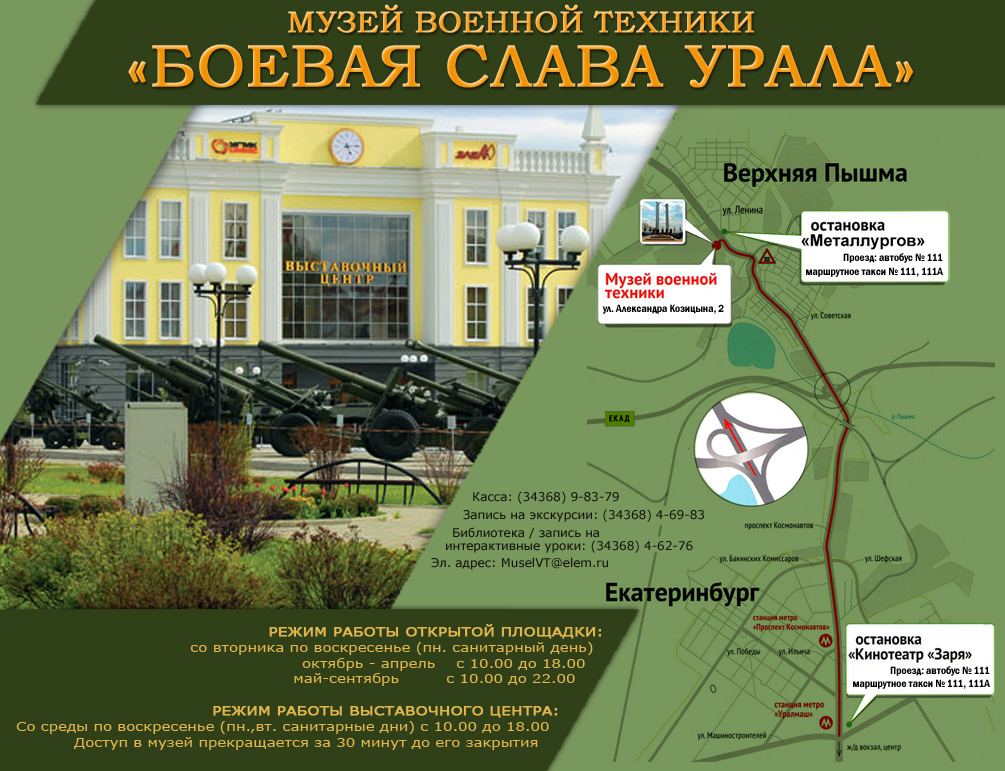 МУЗЕЙ ВОЕННОЙ ТЕХНИКИ
«БОЕВАЯ СЛАВА УРАЛА»
УГМК
ЭЛЕМ
ВЫСТАВОЧНЫЙ
ЦЕНТР
Верхняя Пышма
ул. Ленина
остановка
«Металлургов»
Проезд: автобус № 111
маршрутное такси № 111, 111А
Музей военной
техники
ул. Александра Козицына, 2
ул. Советская
ЕКАД
р. Пышма
Касса: (34368) 9-83-79
Запись на экскурсии: (34368) 4-69-83
Библиотека / запись на
интерактивные уроки: (34368) 4-62-76
Эл. адрес: MuselVT@elem.ru
проспект Космонавтов
ул. Бакинских Комиссаров
ул. Шефская
Екатеринбург
станция метро
«Проспект Космонавтов»
ул. Победы
ул. Ильича
остановка
«Кинотеатр «Заря»
Проезд: автобус № 111
маршрутное такси № 111, 111А
станция метро
«Уралмаш»
ул. Машиностроителей
ж/д вокзал, центр
РЕЖИМ РАБОТЫ ОТКРЫТОЙ ПЛОЩАДКИ:
со вторника по воскресенье (пн. санитарный день)
октябрь - апрель с 10.00 до 18.00
май-сентябрь с 10.00 до 22.00
РЕЖИМ РАБОТЫ ВЫСТАВОЧНОГО ЦЕНТРА:
Со среды по воскресенье (пн.,вт. санитарные дни) с 10.00 до 18.00
Доступ в музей прекращается за 30 минут до его закрытия